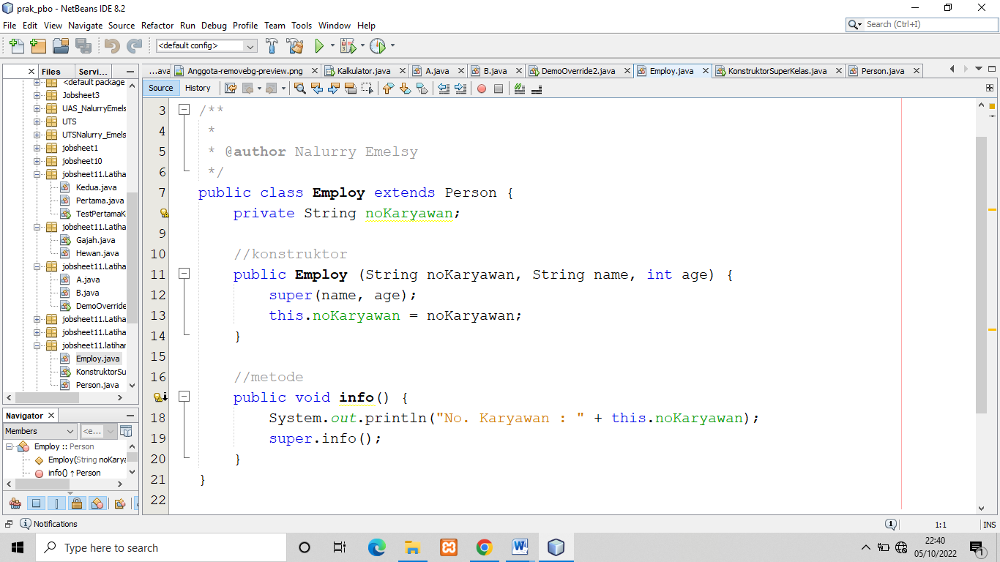 prak_pbo - NetBeans IDE 8.2
File Edit View Navigate Source Refactor Run Debug Profile Team Tools Window Help
Search (Ctrl+I)
<default config>
Files Servi...
...ava Anggota-removebg-preview.png Kalkulator.java A.java B.java DemoOverride2.java Employ.java KonstruktorSuperKelas.java Person.java
Source History
<default package
Jobsheet3
UAS_NalurryEmels
UTS
UTSNalurry_Emels
jobsheet1
jobsheet10
jobsheet11.Latiha
Kedua.java
Pertama.java
TestPertamaK
jobsheet11.Latiha
Gajah.java
Hewan.java
jobsheet11.Latiha
A.java
B.java
DemoOverride
jobsheet11.Latiha
jobsheet11.Latiha
jobsheet11.latihar
Employ.java
KonstruktorSu
Person.java
Navigator
Members <e...
Employ :: Person
Employ(String noKarya
info() ↑ Person
3 /**
4 *
5 * @author Nalurry Emelsy
6 */
7 public class Employ extends Person {
private String noKaryawan;
9
10 //konstruktor
11 public Employ (String noKaryawan, String name, int age) {
12 super(name, age);
13 this.noKaryawan = noKaryawan;
14 }
15
16 //metode
public void info() {
18 System.out.println("No. Karyawan : " + this.noKaryawan);
19 super.info();
20 }
21 }
22
Notifications
1
1:1
INS
Type here to search
22:40
05/10/2022
1